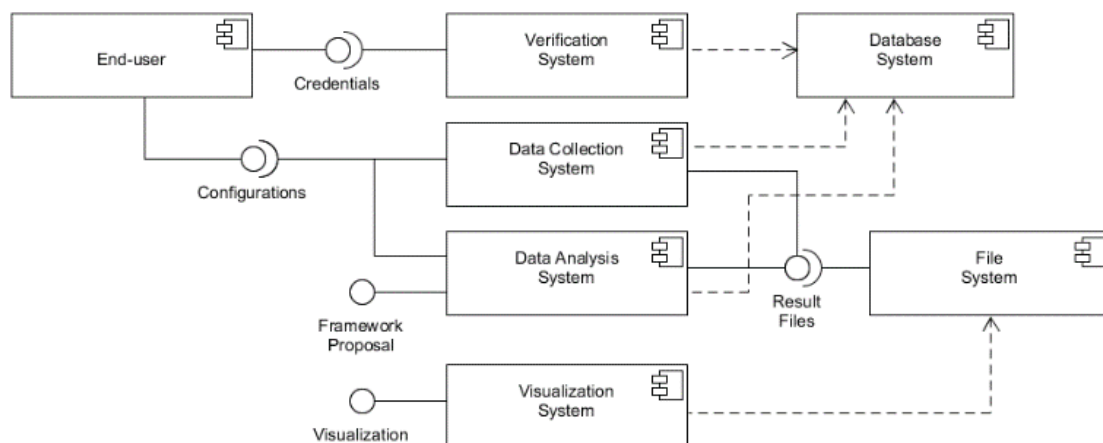 End-user
Credentials
Verification
System
Database
System
Configurations
Data Collection
System
Data Analysis
System
Framework
Proposal
Result
Files
File
System
Visualization
Visualization
System